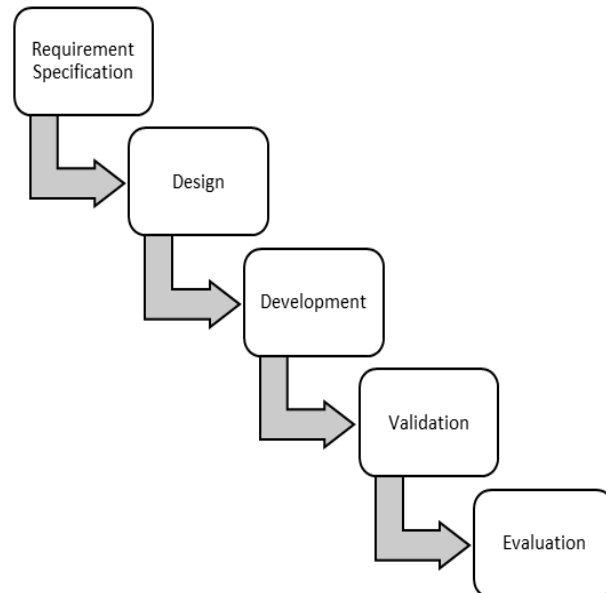 Requirement
Specification
Design
Development
Validation
Evaluation